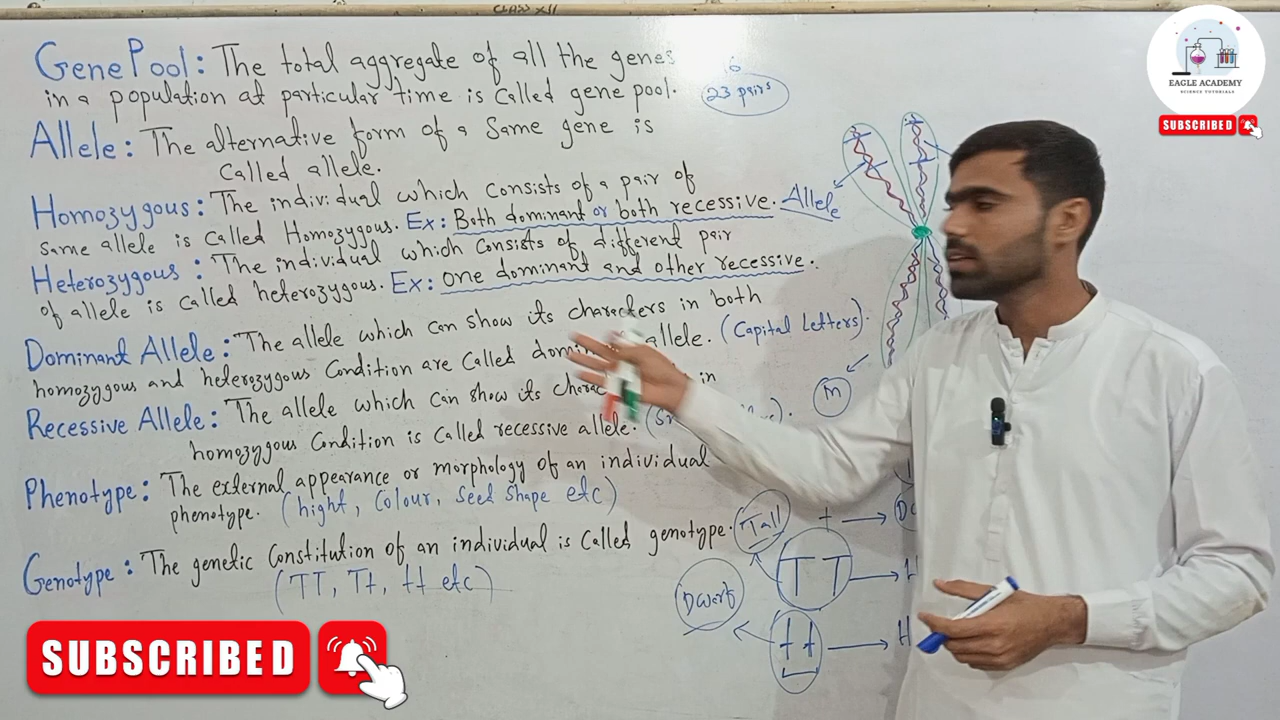 CLASS XII
Gene Pool: The total aggregate of all the genes
in a population at particular time is called gene pool.
23 pairs
Allele: The alternative form of a same gene is
called allele.
Homozygous: The individual which consists of a pair of
same allele is called Homozygous. Ex: Both dominant or both recessive.
Allele
Heterozygous: The individual which consists of different pair
of allele is called heterozygous. Ex: One dominant and other recessive.
Dominant Allele: The allele which can show its characters in both
homozygous and heterozygous Condition are called allele. (Capital Letters).
Recessive Allele: The allele which can show its in
homozygous Condition is called recessive allele.
m
Phenotype: The external appearance or morphology of an individual
phenotype. (hight, Colour, Seed Shape etc)
Genotype: The genetic Constitution of an individual is called genotype.
(TT, Tt, tt etc)
Tall
TT
Dwarf
tt
H
EAGLE ACADEMY
SCIENCE TUTORIALS
SUBSCRIBED
SUBSCRIBED